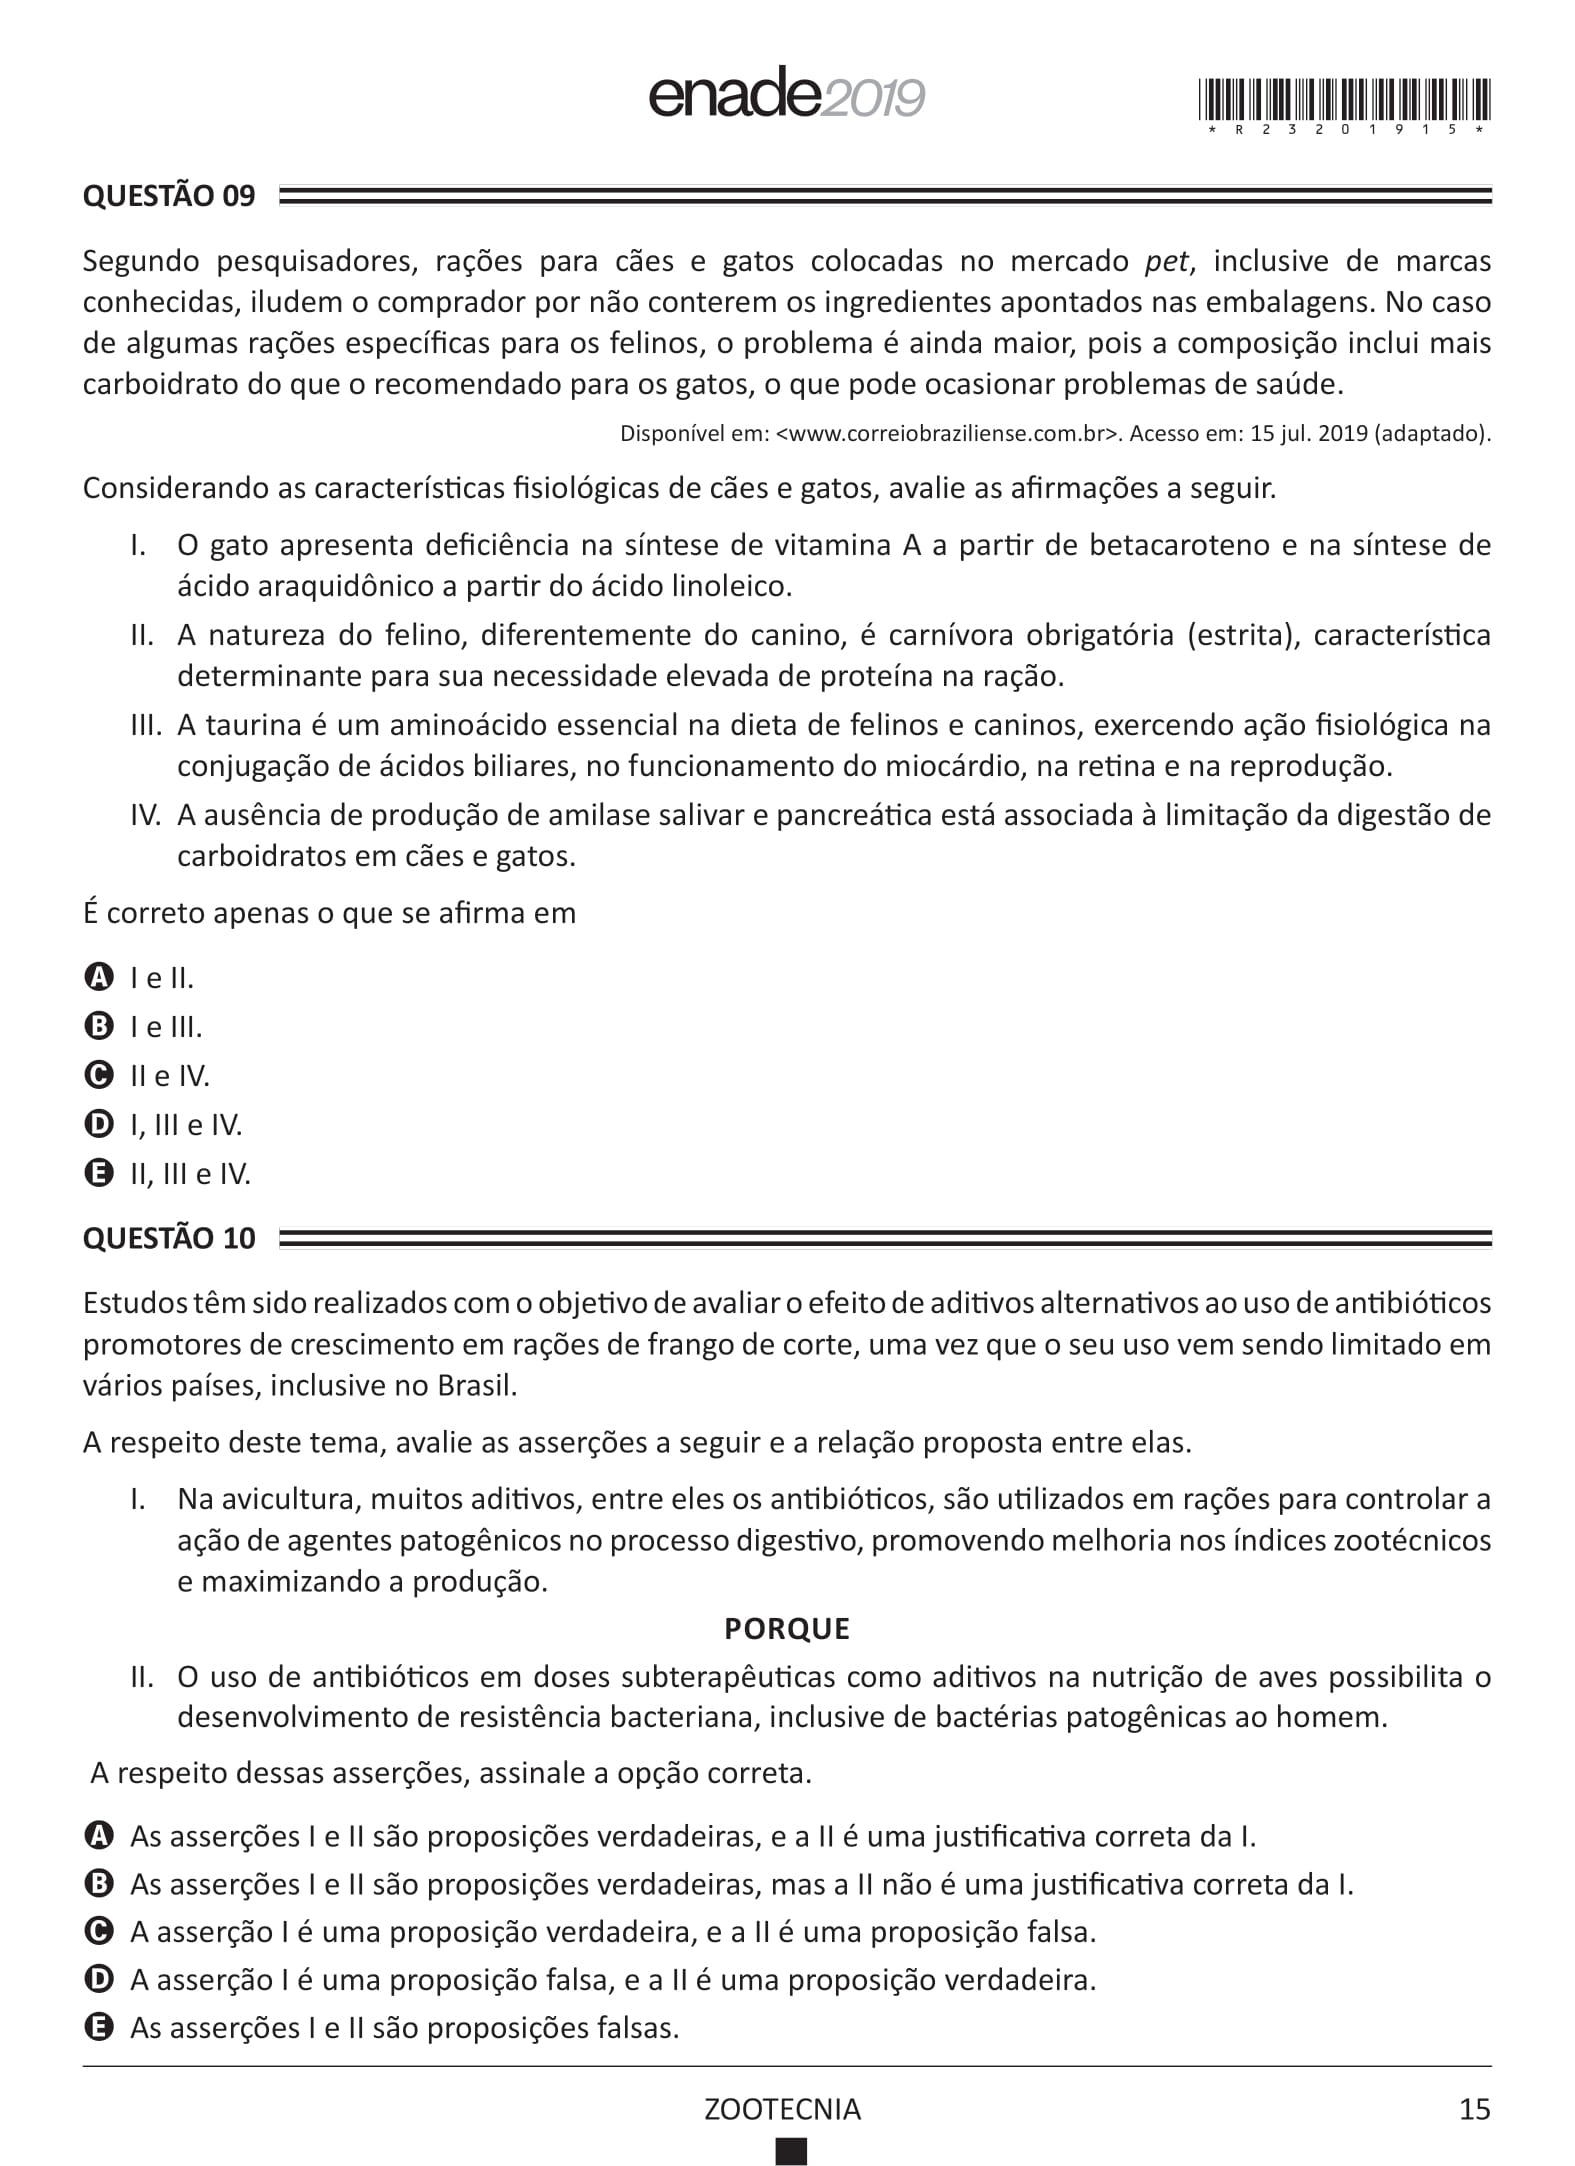 enade2019
*R23201915*
QUESTÃO 09
Segundo pesquisadores, rações para cães e gatos colocadas no mercado pet, inclusive de marcas
conhecidas, iludem o comprador por não conterem os ingredientes apontados nas embalagens. No caso
de algumas rações específicas para os felinos, o problema é ainda maior, pois a composição inclui mais
carboidrato do que o recomendado para os gatos, o que pode ocasionar problemas de saúde.
Disponível em: <www.correiobraziliense.com.br>. Acesso em: 15 jul. 2019 (adaptado).
Considerando as características fisiológicas de cães e gatos, avalie as afirmações a seguir.
I. O gato apresenta deficiência na síntese de vitamina A a partir de betacaroteno e na síntese de
ácido araquidônico a partir do ácido linoleico.
II. A natureza do felino, diferentemente do canino, é carnívora obrigatória (estrita), característica
determinante para sua necessidade elevada de proteína na ração.
III. A taurina é um aminoácido essencial na dieta de felinos e caninos, exercendo ação fisiológica na
conjugação de ácidos biliares, no funcionamento do miocárdio, na retina e na reprodução.
IV. A ausência de produção de amilase salivar e pancreática está associada à limitação da digestão de
carboidratos em cães e gatos.
É correto apenas o que se afirma em
A I e II.
B I e III.
C II e IV.
D I, III e IV.
E II, III e IV.
QUESTÃO 10
Estudos têm sido realizados com o objetivo de avaliar o efeito de aditivos alternativos ao uso de antibióticos
promotores de crescimento em rações de frango de corte, uma vez que o seu uso vem sendo limitado em
vários países, inclusive no Brasil.
A respeito deste tema, avalie as asserções a seguir e a relação proposta entre elas.
I. Na avicultura, muitos aditivos, entre eles os antibióticos, são utilizados em rações para controlar a
ação de agentes patogênicos no processo digestivo, promovendo melhoria nos índices zootécnicos
e maximizando a produção.
PORQUE
II. O uso de antibióticos em doses subterapêuticas como aditivos na nutrição de aves possibilita o
desenvolvimento de resistência bacteriana, inclusive de bactérias patogênicas ao homem.
A respeito dessas asserções, assinale a opção correta.
A As asserções I e II são proposições verdadeiras, e a II é uma justificativa correta da I.
B As asserções I e II são proposições verdadeiras, mas a II não é uma justificativa correta da I.
C A asserção I é uma proposição verdadeira, e a II é uma proposição falsa.
D A asserção I é uma proposição falsa, e a II é uma proposição verdadeira.
E As asserções I e II são proposições falsas.
ZOOTECNIA
15